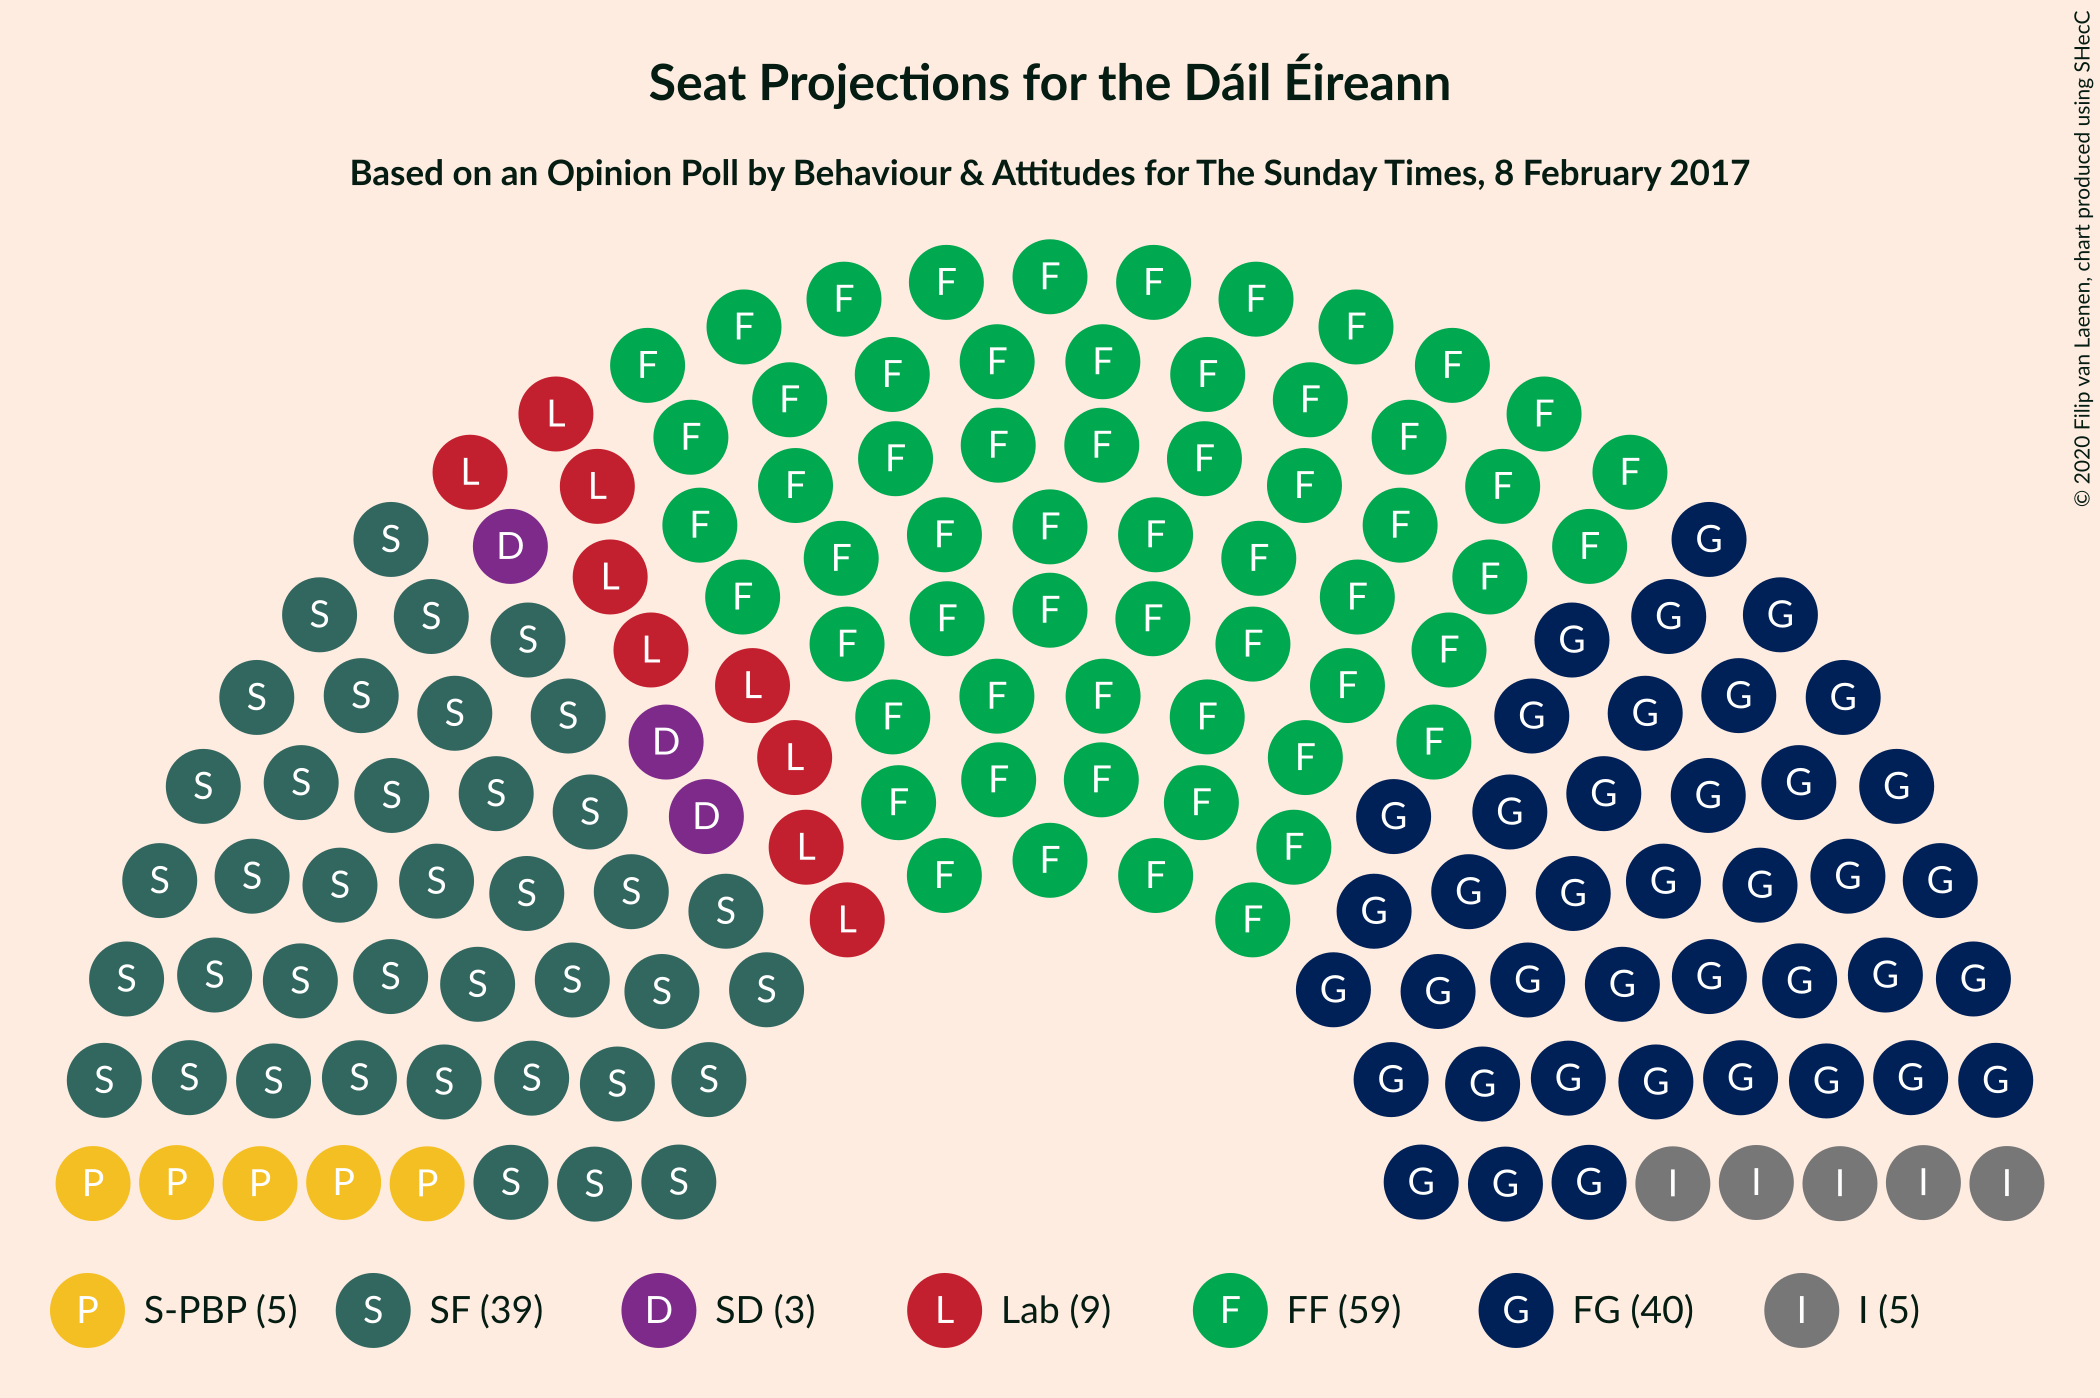 Seat Projections for the Dáil Éireann
Based on an Opinion Poll by Behaviour & Attitudes for The Sunday Times, 8 February 2017
© 2020 Filip van Laenen, chart produced using SHecC
F F F F F
F F F F
F F F F F F
L F F F F F L
F F F F F F F F
L L F F F F
S D F F F F F F G
L F F F F
S S S F F F F F G G G
L F F F F F F
S S S S L F F F F F G G G G
D F F
S S S S S L F F F G G G G G
D F F F F G
S S S S S S L F F F F G G G G G G
S L F G
S S S S S S S S G G G G G G G G
S S S S S S S S G G G G G G G G
P P P P P S S S G G G I I I I I
P S-PBP (5) S SF (39) D SD (3) L Lab (9) F FF (59) G FG (40) I I (5)